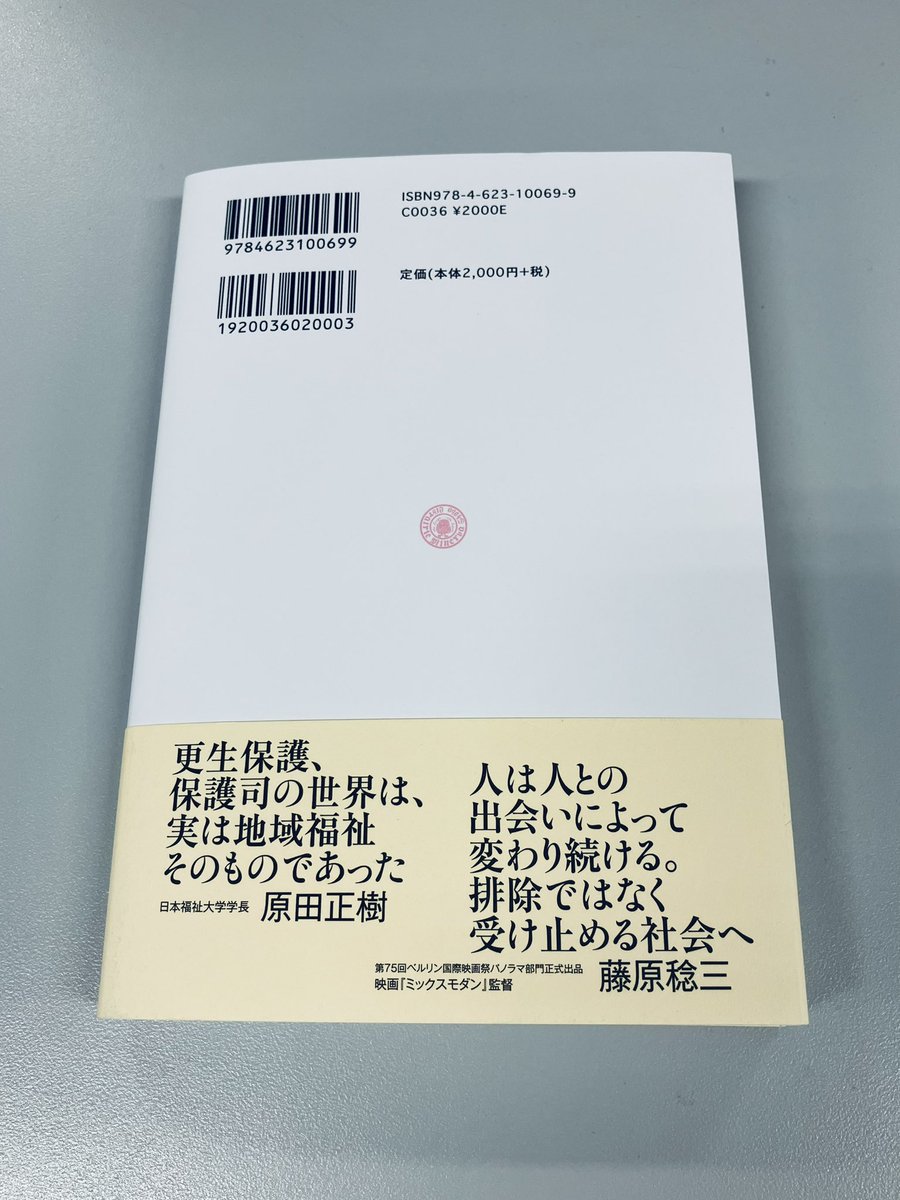 ISBN978-4-623-10069-9
C0036 ¥2000E
9784623100699
定価(本体2,000円+税)
1920036020003
更生保護、
保護司の世界は、
実は地域福祉
そのものであった
日本福祉大学学長 原田正樹
人は人との
出会いによって
変わり続ける。
排除ではなく
受け止める社会へ
第75回ベルリン国際映画祭パノラマ部門正式出品
映画『ミックスモダン』監督 藤原稔三